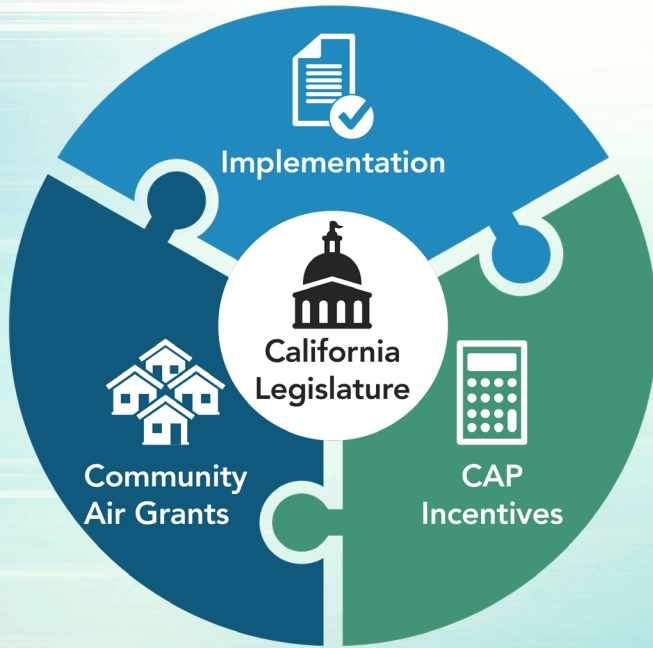 Implementation
California
Legislature
Community
Air Grants
CAP
Incentives